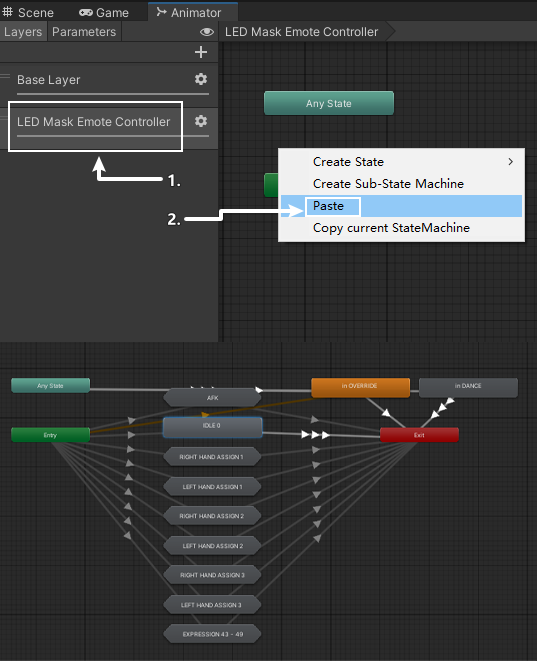 Scene Game Animator
Layers Parameters LED Mask Emote Controller
Base Layer
LED Mask Emote Controller
1.
2.
Any State
Create State
Create Sub-State Machine
Paste
Copy current StateMachine
Any State
AFK
in OVERRIDE
in DANCE
Entry
IDLE 0
Exit
RIGHT HAND ASSIGN 1
LEFT HAND ASSIGN 1
RIGHT HAND ASSIGN 2
LEFT HAND ASSIGN 2
RIGHT HAND ASSIGN 3
LEFT HAND ASSIGN 3
EXPRESSION 43 - 49